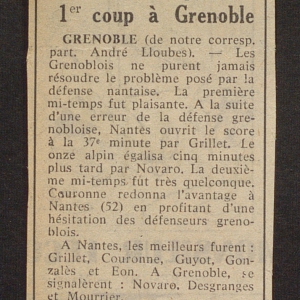 1er coup à Grenoble
GRENOBLE (de notre corresp.
part. André Lloubes). — Les
Grenoblois ne purent jamais
résoudre le problème posé par la
défense nantaise. La première
mi-temps fut plaisante. A la suite
d'une erreur de la défense gre-
nobloise, Nantes ouvrit le score
à la 37e minute par Grillet. Le
onze alpin égalisa cinq minutes
plus tard par Novaro. La deuxiè-
me mi-temps fut très quelconque.
Couronne redonna l'avantage à
Nantes (52) en profitant d'une
hésitation des défenseurs greno-
blois.
A Nantes, les meilleurs furent :
Grillet, Couronne, Guyot, Gon-
zalès et Eon. A Grenoble, se
signalèrent : Novaro, Desgranges
et Mourrier.